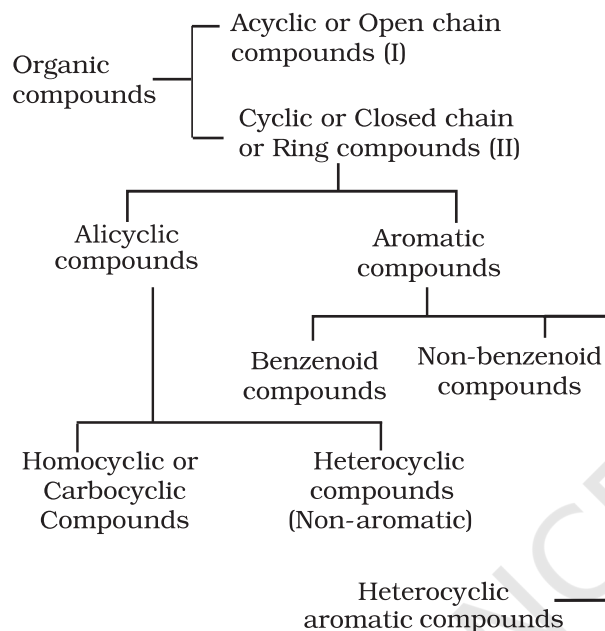 Acyclic or Open chain
compounds (I)
Organic
compounds
Cyclic or Closed chain
or Ring compounds (II)
Alicyclic
compounds
Aromatic
compounds
Benzenoid
compounds
Non-benzenoid
compounds
Homocyclic or
Carbocyclic
Compounds
Heterocyclic
compounds
(Non-aromatic)
Heterocyclic
aromatic compounds